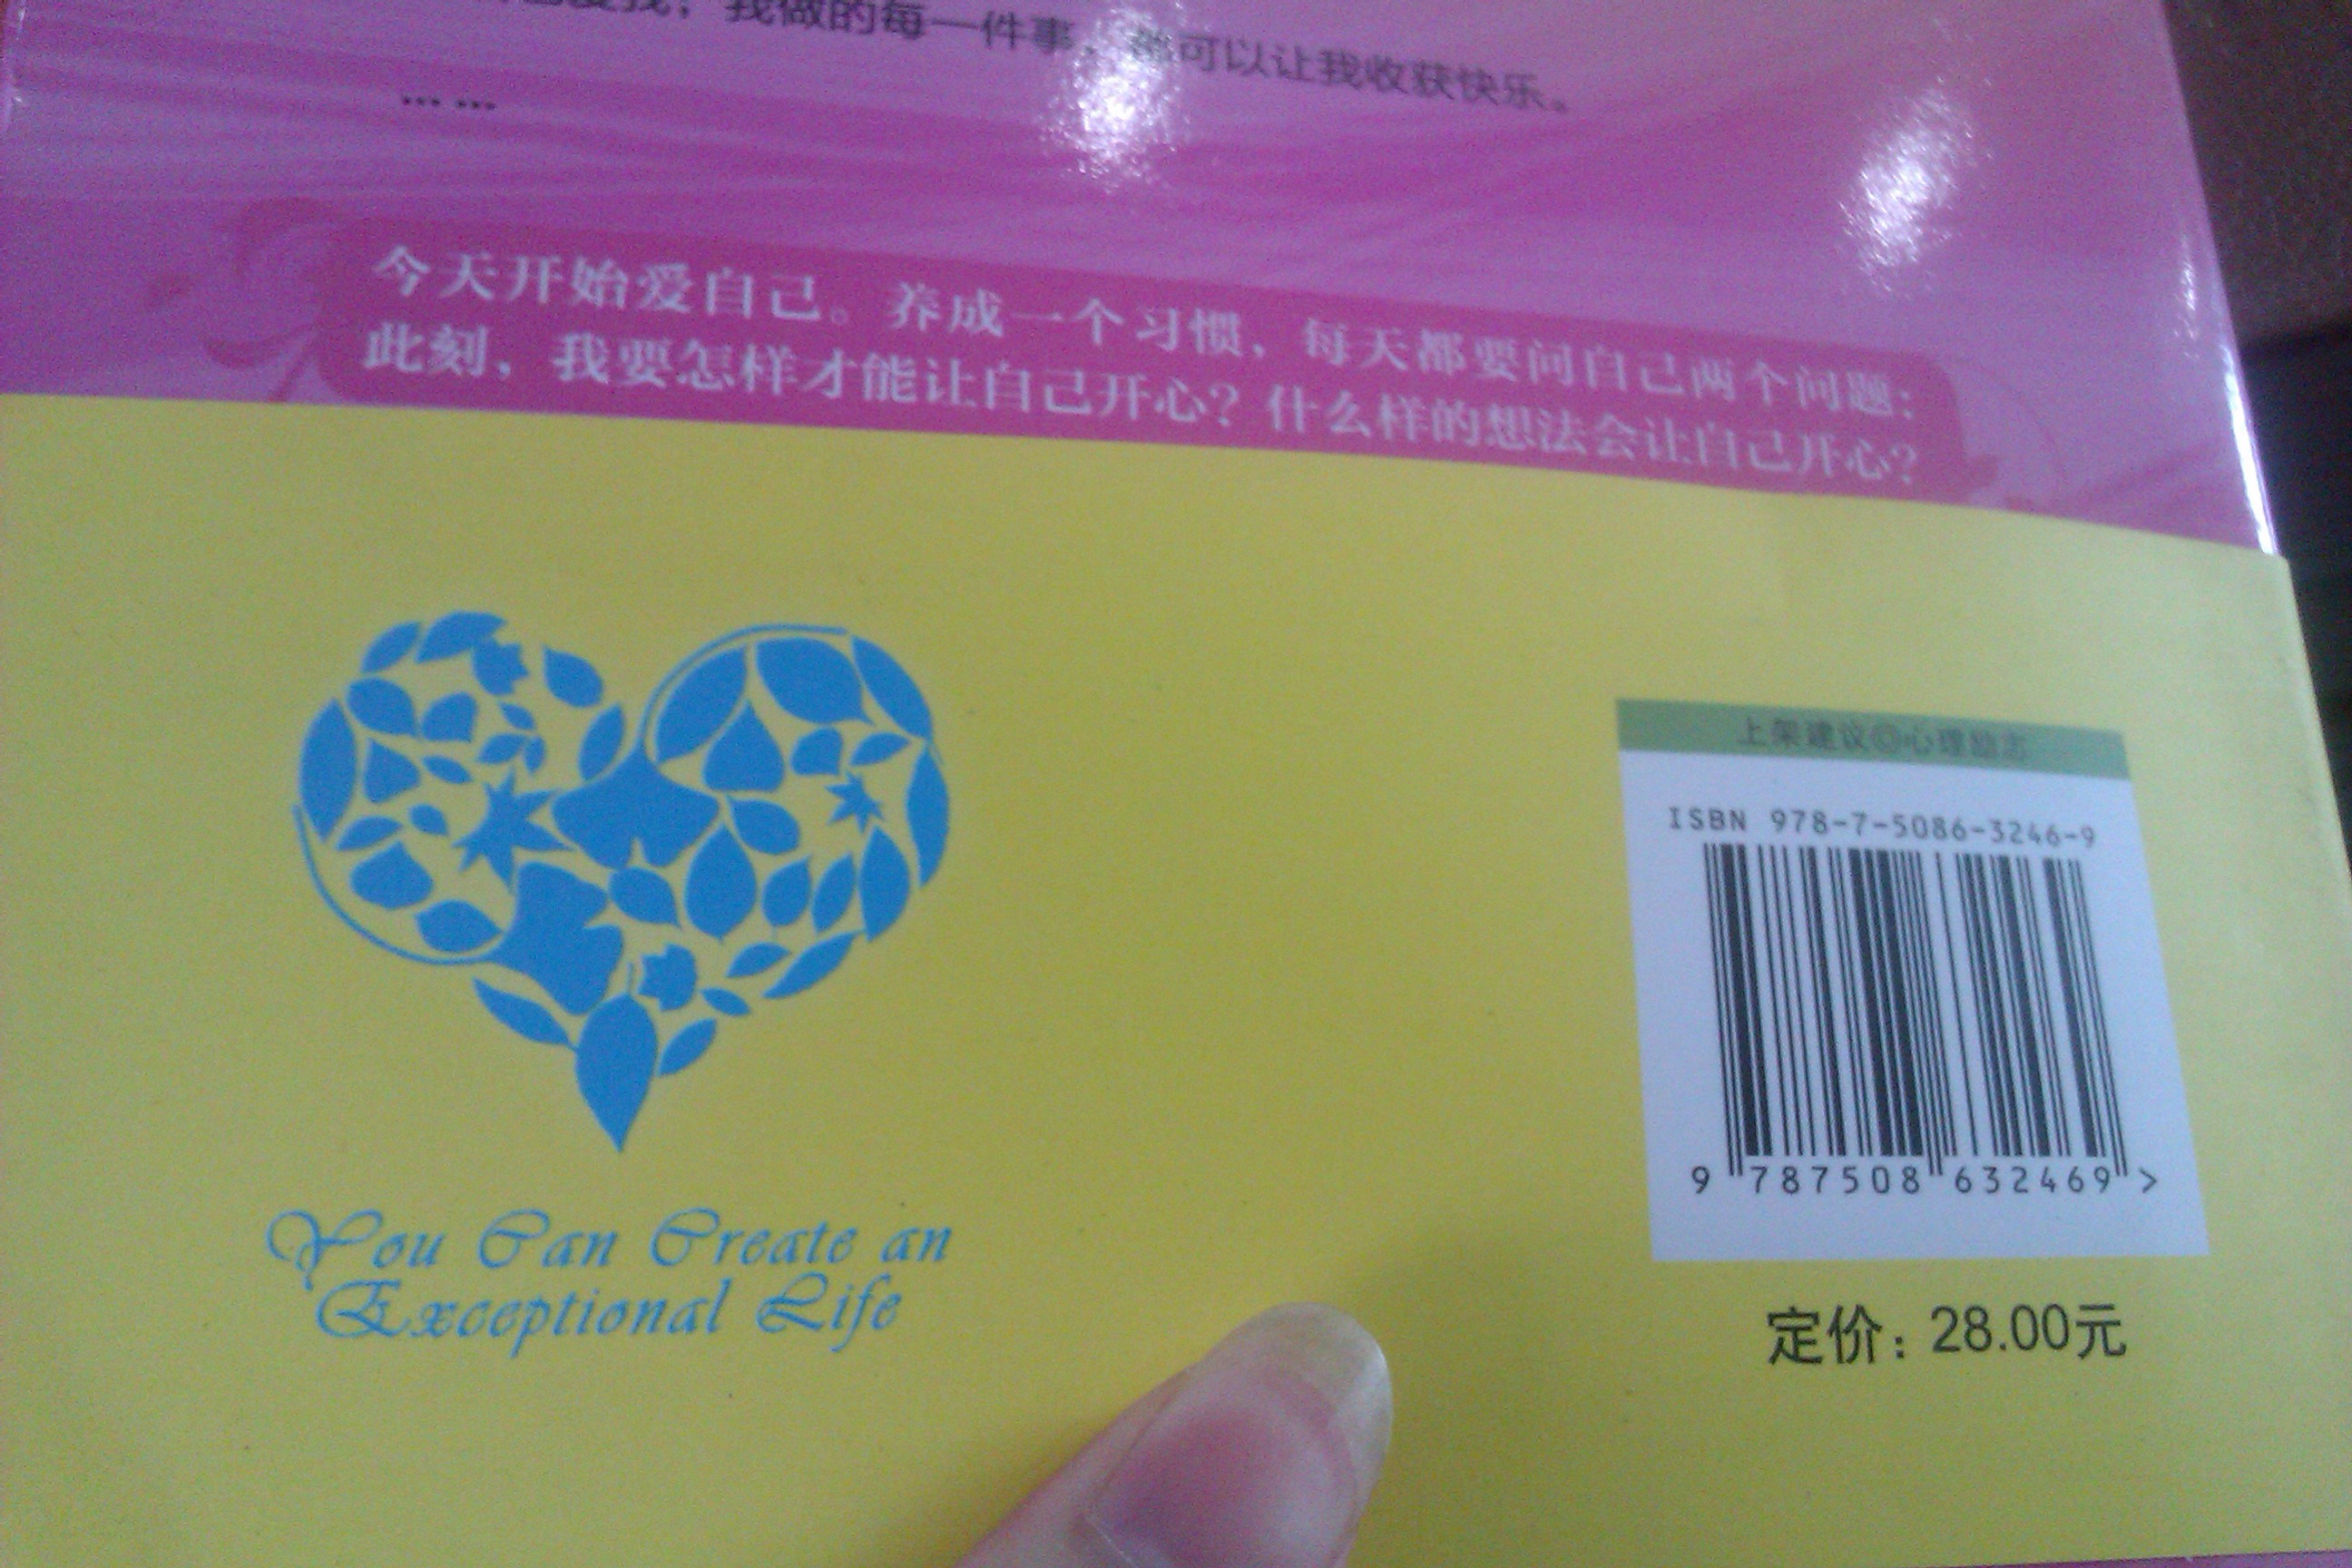 我；我做的每一件事，都可以让我收获快乐。
… …
今天开始爱自己。养成一个习惯，每天都要问自己两个问题：
此刻，我要怎样才能让自己开心？什么样的想法会让自己开心？
上架建议◎心理励志
ISBN 978-7-5086-3246-9
9 787508 632469 >
定价：28.00元
You Can Create an
Exceptional Life